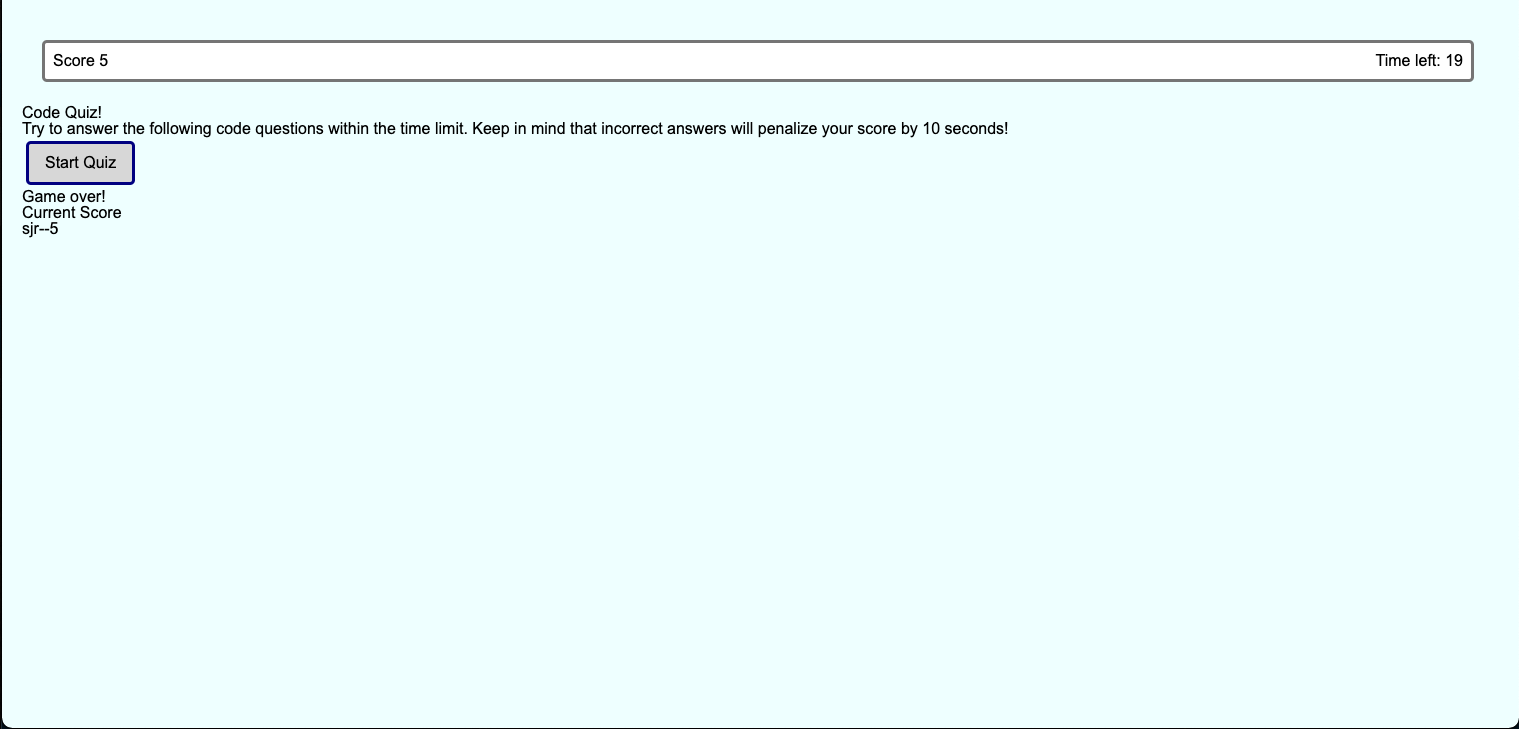 Score 5 Time left: 19
Code Quiz!
Try to answer the following code questions within the time limit. Keep in mind that incorrect answers will penalize your score by 10 seconds!
Start Quiz
Game over!
Current Score
sjr--5